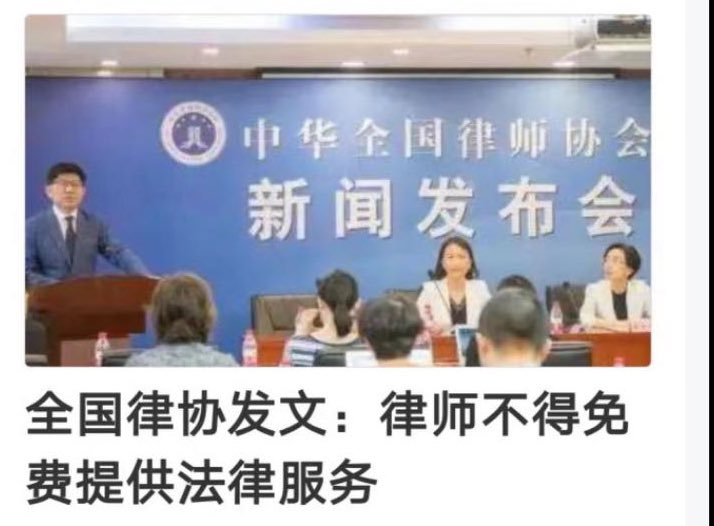 中华全国律师协会
新闻发布会
全国律协发文：律师不得免
费提供法律服务